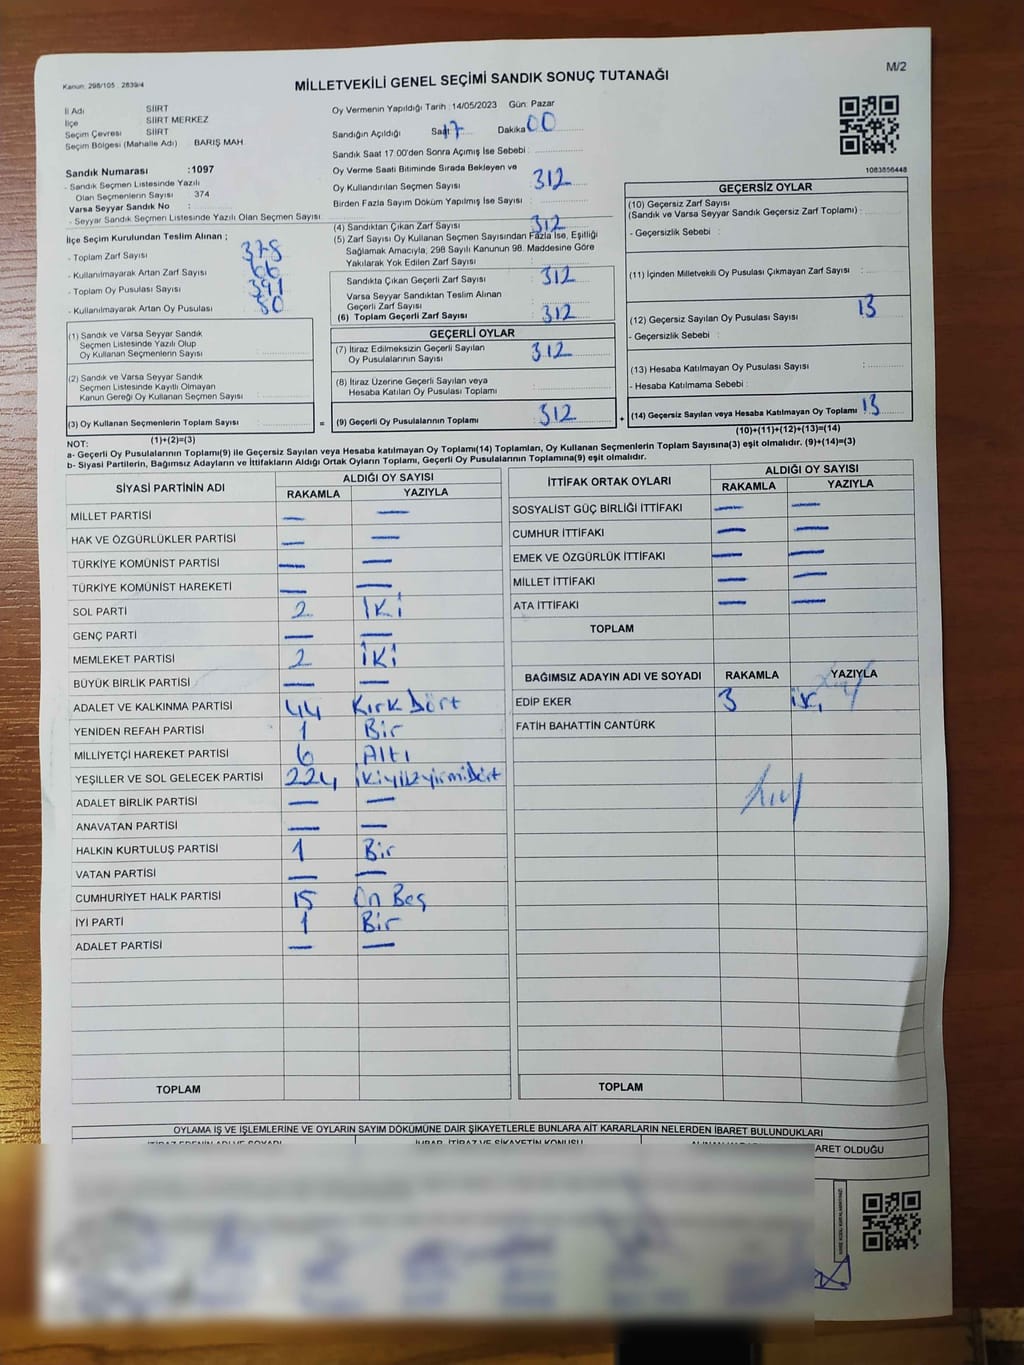 Kanun: 298/105 : 2839/4
MİLLETVEKİLİ GENEL SEÇİMİ SANDIK SONUÇ TUTANAĞI
M/2
İl Adı SİİRT
İlçe SİİRT MERKEZ
Seçim Çevresi SİİRT
Seçim Bölgesi (Mahalle Adı) BARIŞ MAH
Sandık Numarası :1097
- Sandık Seçmen Listesinde Yazılı
Olan Seçmenlerin Sayısı 374
Varsa Seyyar Sandık No :
- Seyyar Sandık Seçmen Listesinde Yazılı Olan Seçmen Sayısı :
İlçe Seçim Kurulundan Teslim Alınan ;
- Toplam Zarf Sayısı : 378
- Kullanılmayarak Artan Zarf Sayısı : 66
- Toplam Oy Pusulası Sayısı :
- Kullanılmayarak Artan Oy Pusulası : 80
(1) Sandık ve Varsa Seyyar Sandık
Seçmen Listesinde Yazılı Olup
Oy Kullanan Seçmenlerin Sayısı :
(2) Sandık ve Varsa Seyyar Sandık
Seçmen Listesinde Kayıtlı Olmayan
Kanun Gereği Oy Kullanan Seçmen Sayısı :
(3) Oy Kullanan Seçmenlerin Toplam Sayısı :
(1)+(2)=(3)
Oy Vermenin Yapıldığı Tarih : 14/05/2023 Gün: Pazar
Sandığın Açıldığı Saat 17 Dakika 00
Sandık Saat 17:00'den Sonra Açımış İse Sebebi :
Oy Verme Saati Bitiminde Sırada Bekleyen ve
Oy Kullandırılan Seçmen Sayısı : 312
Birden Fazla Sayım Döküm Yapılmış İse Sayısı :
(4) Sandıktan Çıkan Zarf Sayısı : 312
(5) Zarf Sayısı Oy Kullanan Seçmen Sayısından Fazla İse, Eşitliği
Sağlamak Amacıyla, 298 Sayılı Kanunun 98. Maddesine Göre
Yakılarak Yok Edilen Zarf Sayısı :
Sandıkta Çıkan Geçerli Zarf Sayısı : 312
Varsa Seyyar Sandıktan Teslim Alınan
Geçerli Zarf Sayısı :
(6) Toplam Geçerli Zarf Sayısı : 312
GEÇERLİ OYLAR
(7) İtiraz Edilmeksizin Geçerli Sayılan
Oy Pusulalarının Sayısı : 312
(8) İtiraz Üzerine Geçerli Sayılan veya
Hesaba Katılan Oy Pusulası Toplamı :
= (9) Geçerli Oy Pusulalarının Toplamı : 312 +
1083856448
GEÇERSİZ OYLAR
(10) Geçersiz Zarf Sayısı
(Sandık ve Varsa Seyyar Sandık Geçersiz Zarf Toplamı) :
- Geçersizlik Sebebi :
(11) İçinden Milletvekili Oy Pusulası Çıkmayan Zarf Sayısı :
(12) Geçersiz Sayılan Oy Pusulası Sayısı : 13
- Geçersizlik Sebebi :
(13) Hesaba Katılmayan Oy Pusulası Sayısı :
- Hesaba Katılmama Sebebi :
(14) Geçersiz Sayılan veya Hesaba Katılmayan Oy Toplamı : 13
(10)+(11)+(12)+(13)=(14)
NOT:
a- Geçerli Oy Pusulalarının Toplamı(9) ile Geçersiz Sayılan veya Hesaba katılmayan Oy Toplamı(14) Toplamları, Oy Kullanan Seçmenlerin Toplam Sayısına(3) eşit olmalıdır. (9)+(14)=(3)
b- Siyasi Partilerin, Bağımsız Adayların ve İttifakların Aldığı Ortak Oyların Toplamı, Geçerli Oy Pusulalarının Toplamına(9) eşit olmalıdır.
SİYASİ PARTİNİN ADI ALDIĞI OY SAYISI
RAKAMLA YAZIYLA
MİLLET PARTİSİ — —
HAK VE ÖZGÜRLÜKLER PARTİSİ — —
TÜRKİYE KOMÜNİST PARTİSİ — —
TÜRKİYE KOMÜNİST HAREKETİ — —
SOL PARTİ 2 İKİ
GENÇ PARTİ — —
MEMLEKET PARTİSİ 2 İKİ
BÜYÜK BİRLİK PARTİSİ — —
ADALET VE KALKINMA PARTİSİ 44 Kırk Dört
YENİDEN REFAH PARTİSİ 1 Bir
MİLLİYETÇİ HAREKET PARTİSİ 6 Altı
YEŞİLLER VE SOL GELECEK PARTİSİ 224 ikiyüzyirmiDört
ADALET BİRLİK PARTİSİ — —
ANAVATAN PARTİSİ — —
HALKIN KURTULUŞ PARTİSİ 1 Bir
VATAN PARTİSİ — —
CUMHURİYET HALK PARTİSİ 15 On Beş
İYİ PARTİ 1 Bir
ADALET PARTİSİ — —
TOPLAM
İTTİFAK ORTAK OYLARI ALDIĞI OY SAYISI
RAKAMLA YAZIYLA
SOSYALİST GÜÇ BİRLİĞİ İTTİFAKI — —
CUMHUR İTTİFAKI — —
EMEK VE ÖZGÜRLÜK İTTİFAKI — —
MİLLET İTTİFAKI — —
ATA İTTİFAKI — —
TOPLAM
BAĞIMSIZ ADAYIN ADI VE SOYADI RAKAMLA YAZIYLA
EDİP EKER 3
FATİH BAHATTİN CANTÜRK
TOPLAM
OYLAMA İŞ VE İŞLEMLERİNE VE OYLARIN SAYIM DÖKÜMÜNE DAİR ŞİKAYETLERLE BUNLARA AİT KARARLARIN NELERDEN İBARET BULUNDUKLARI
İTİRAZ EDENİN ADI VE SOYADI İHBAR, İTİRAZ VE ŞİKAYETİN KONUSU
ARET OLDUĞU